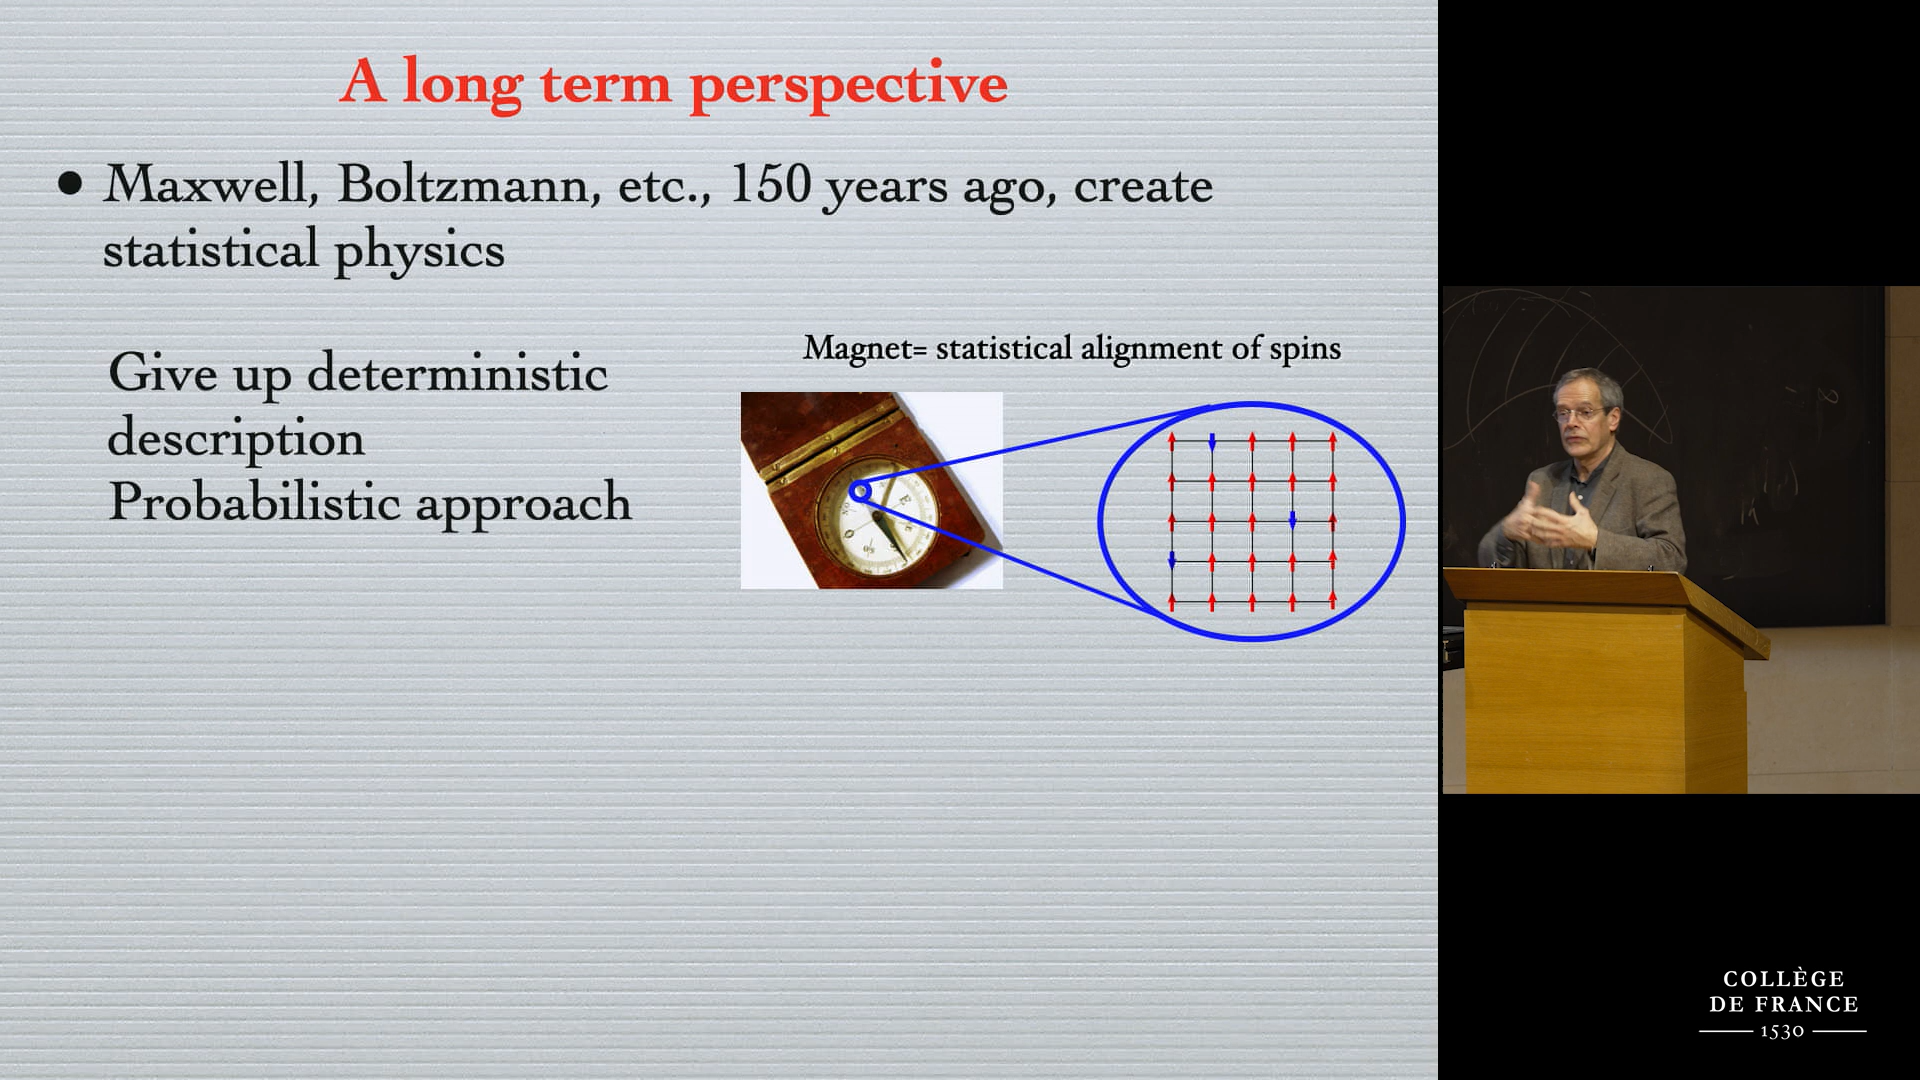 A long term perspective
• Maxwell, Boltzmann, etc., 150 years ago, create
statistical physics
Give up deterministic
description
Probabilistic approach
Magnet= statistical alignment of spins
COLLÈGE
DE FRANCE
1530